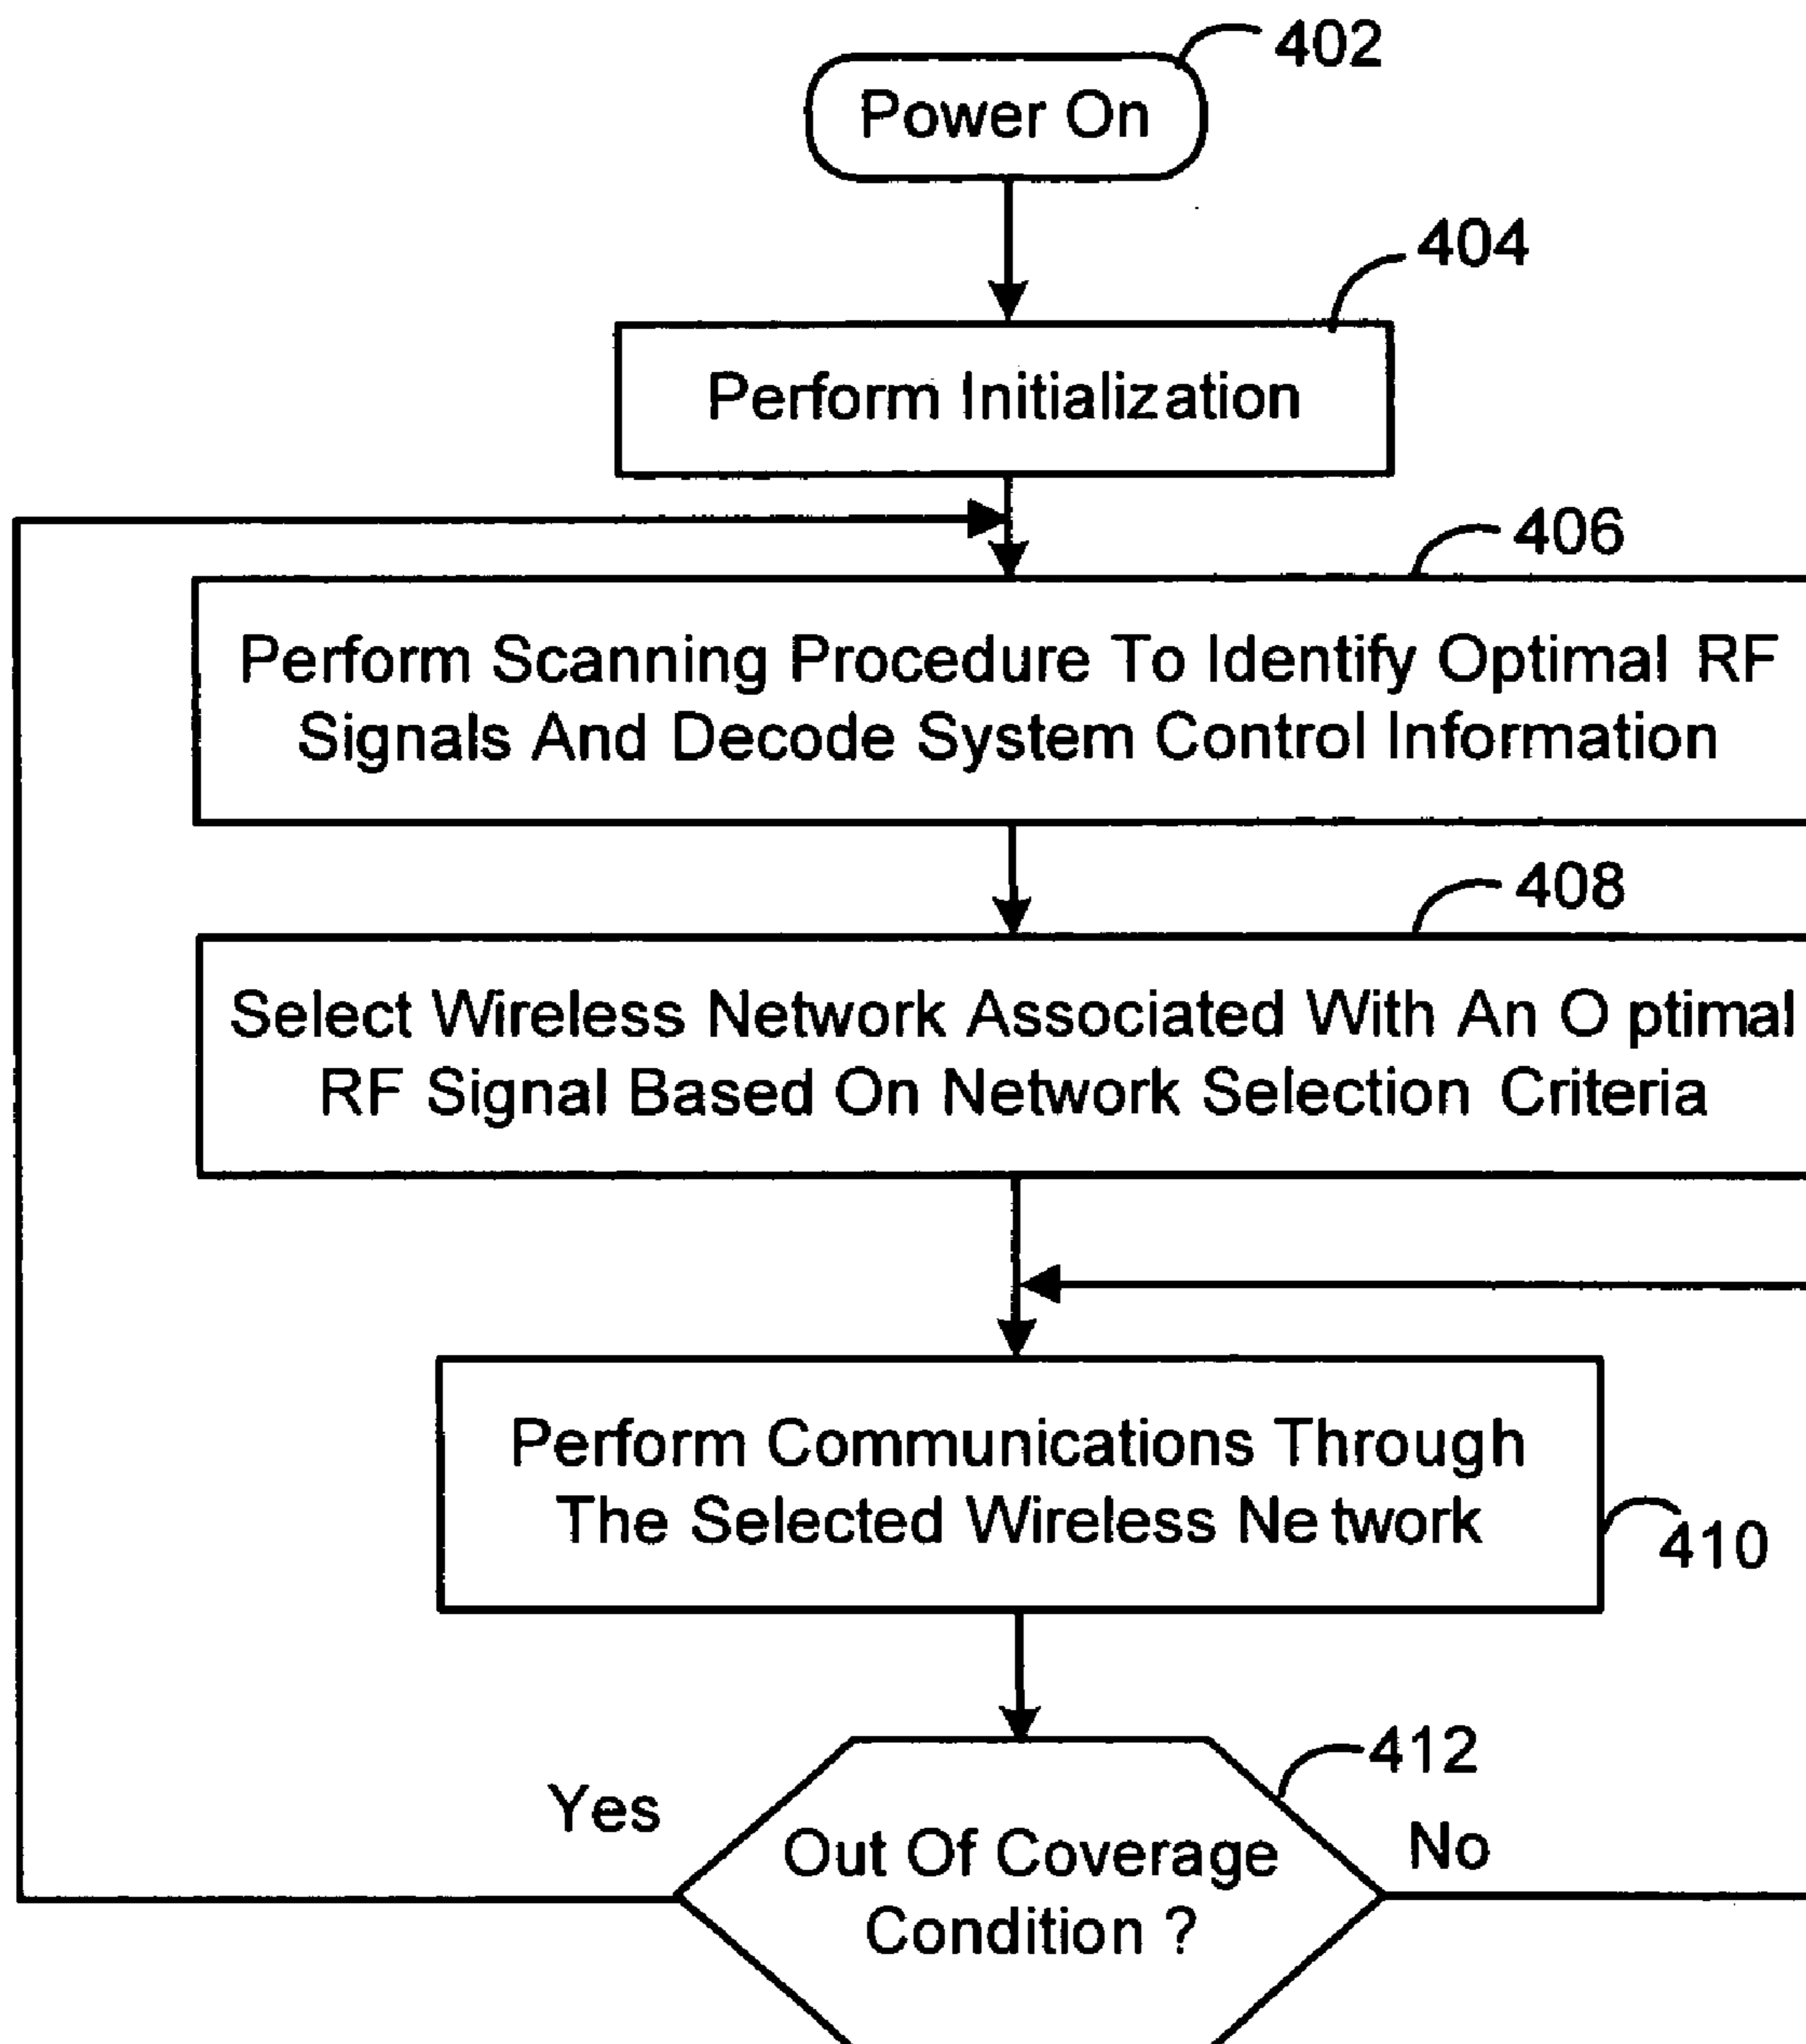 402
Power On
404
Perform Initialization
406
Perform Scanning Procedure To Identify Optimal RF
Signals And Decode System Control Information
408
Select Wireless Network Associated With An O ptimal
RF Signal Based On Network Selection Criteria
Perform Communications Through
The Selected Wireless Ne twork
410
412
Yes
No
Out Of Coverage
Condition ?